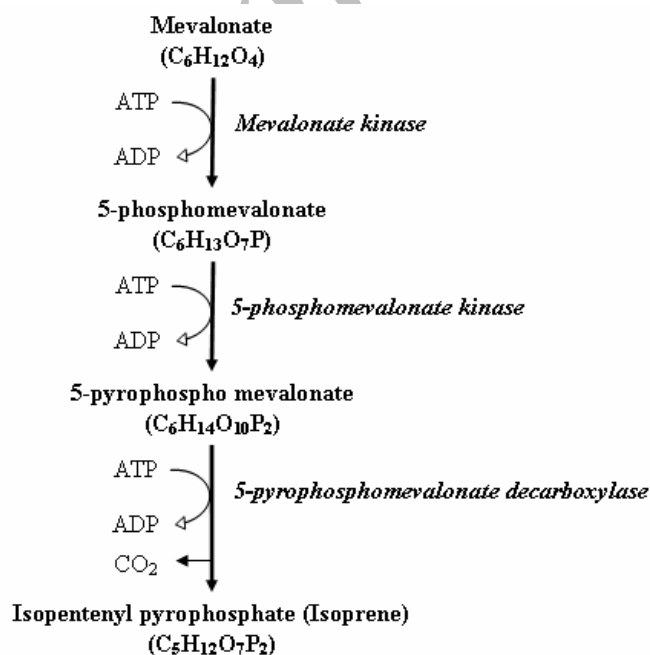 Mevalonate
(C₆H₁₂O₄)
ATP
Mevalonate kinase
ADP
5-phosphomevalonate
(C₆H₁₃O₇P)
ATP
5-phosphomevalonate kinase
ADP
5-pyrophospho mevalonate
(C₆H₁₄O₁₀P₂)
ATP
5-pyrophosphomevalonate decarboxylase
ADP
CO₂
Isopentenyl pyrophosphate (Isoprene)
(C₅H₁₂O₇P₂)